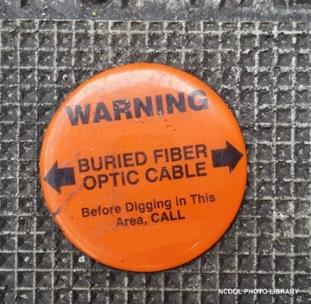 WARNING
BURIED FIBER
OPTIC CABLE
Before Digging in This
Area, CALL
NCDOL PHOTO LIBRARY